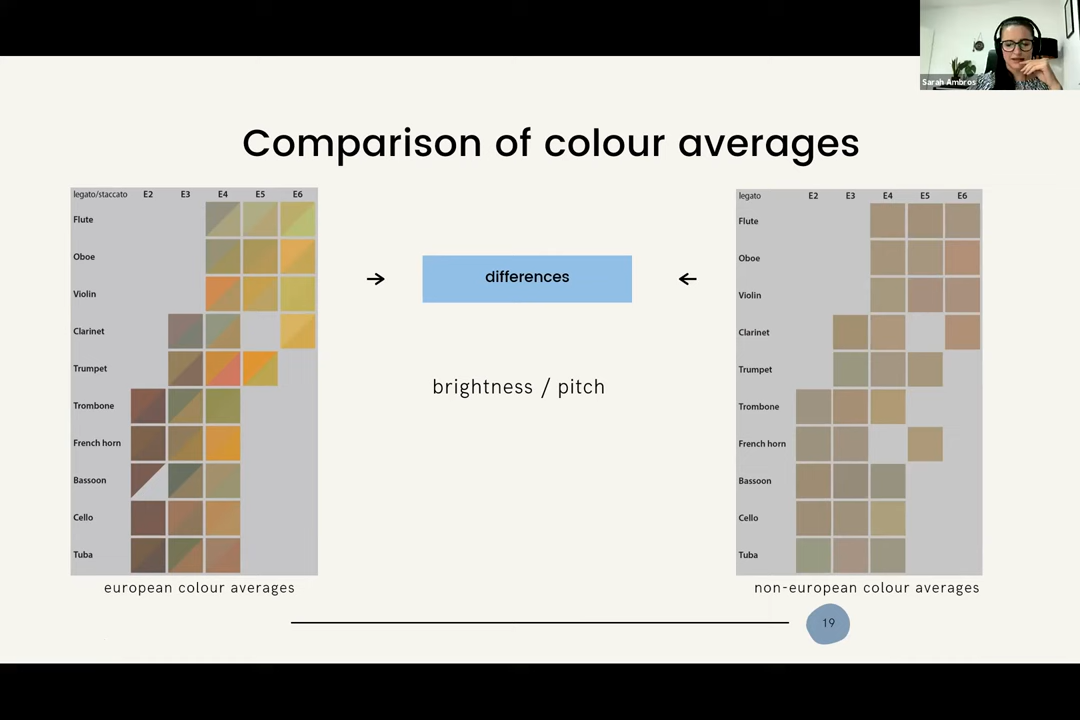 Sarah Ambros
Comparison of colour averages
legato/staccato E2 E3 E4 E5 E6
Flute
Oboe
Violin
Clarinet
Trumpet
Trombone
French horn
Bassoon
Cello
Tuba
european colour averages
differences
brightness / pitch
legato E2 E3 E4 E5 E6
Flute
Oboe
Violin
Clarinet
Trumpet
Trombone
French horn
Bassoon
Cello
Tuba
non-european colour averages
19